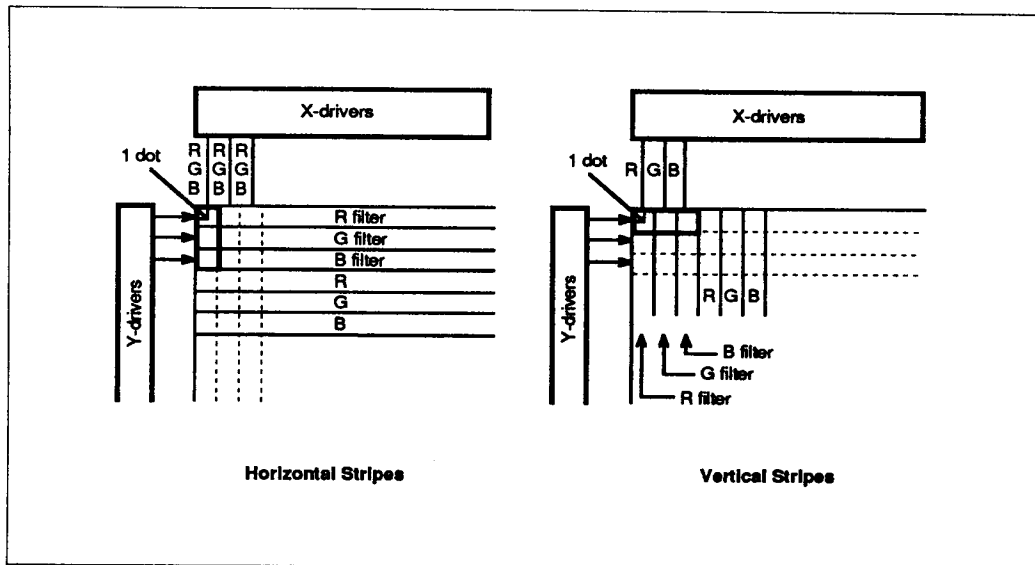 X-drivers
1 dot
R G B
R G B
R G B
Y-drivers
R filter
G filter
B filter
R
G
B
Horizontal Stripes
X-drivers
1 dot
R G B
Y-drivers
R G B
B filter
G filter
R filter
Vertical Stripes